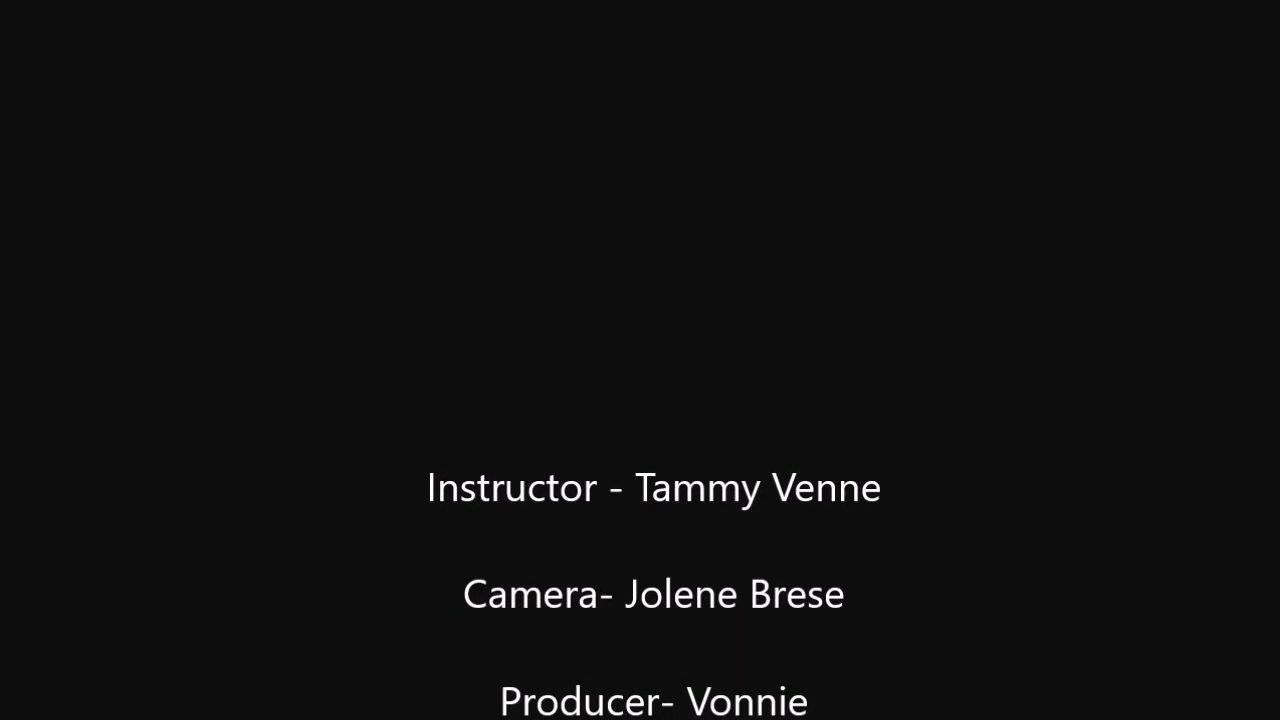 Instructor - Tammy Venne
Camera- Jolene Brese
Producer- Vonnie